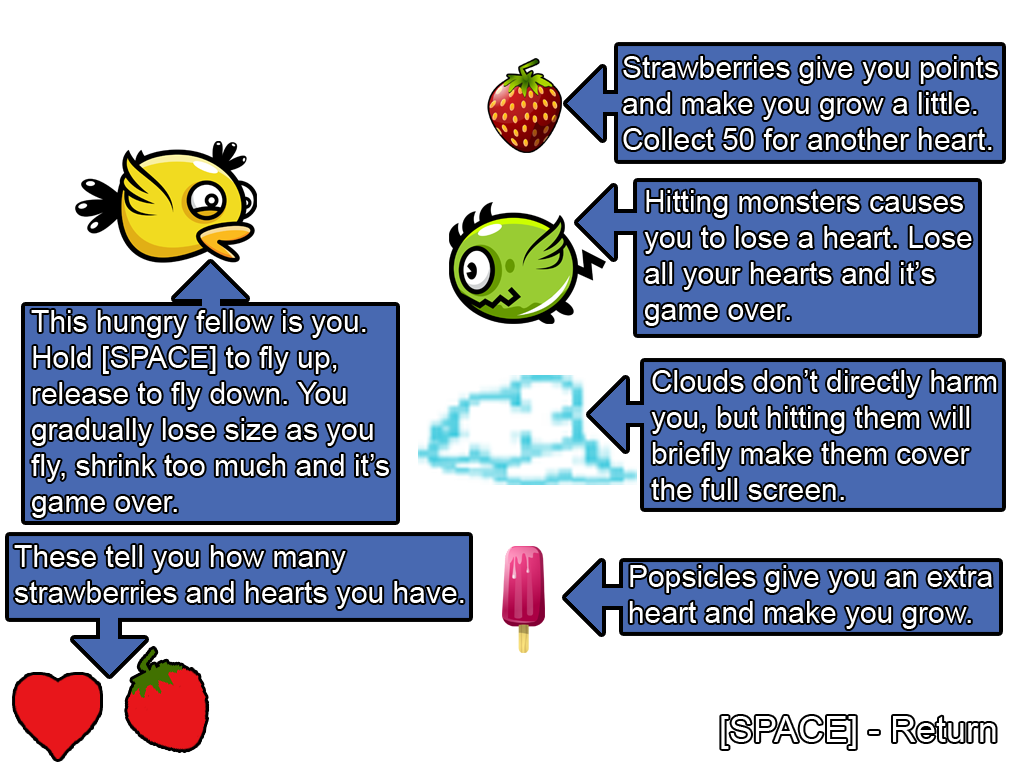 Strawberries give you points
and make you grow a little.
Collect 50 for another heart.
Hitting monsters causes
you to lose a heart. Lose
all your hearts and it’s
game over.
This hungry fellow is you.
Hold [SPACE] to fly up,
release to fly down. You
gradually lose size as you
fly, shrink too much and it’s
game over.
Clouds don’t directly harm
you, but hitting them will
briefly make them cover
the full screen.
These tell you how many
strawberries and hearts you have.
Popsicles give you an extra
heart and make you grow.
[SPACE] - Return